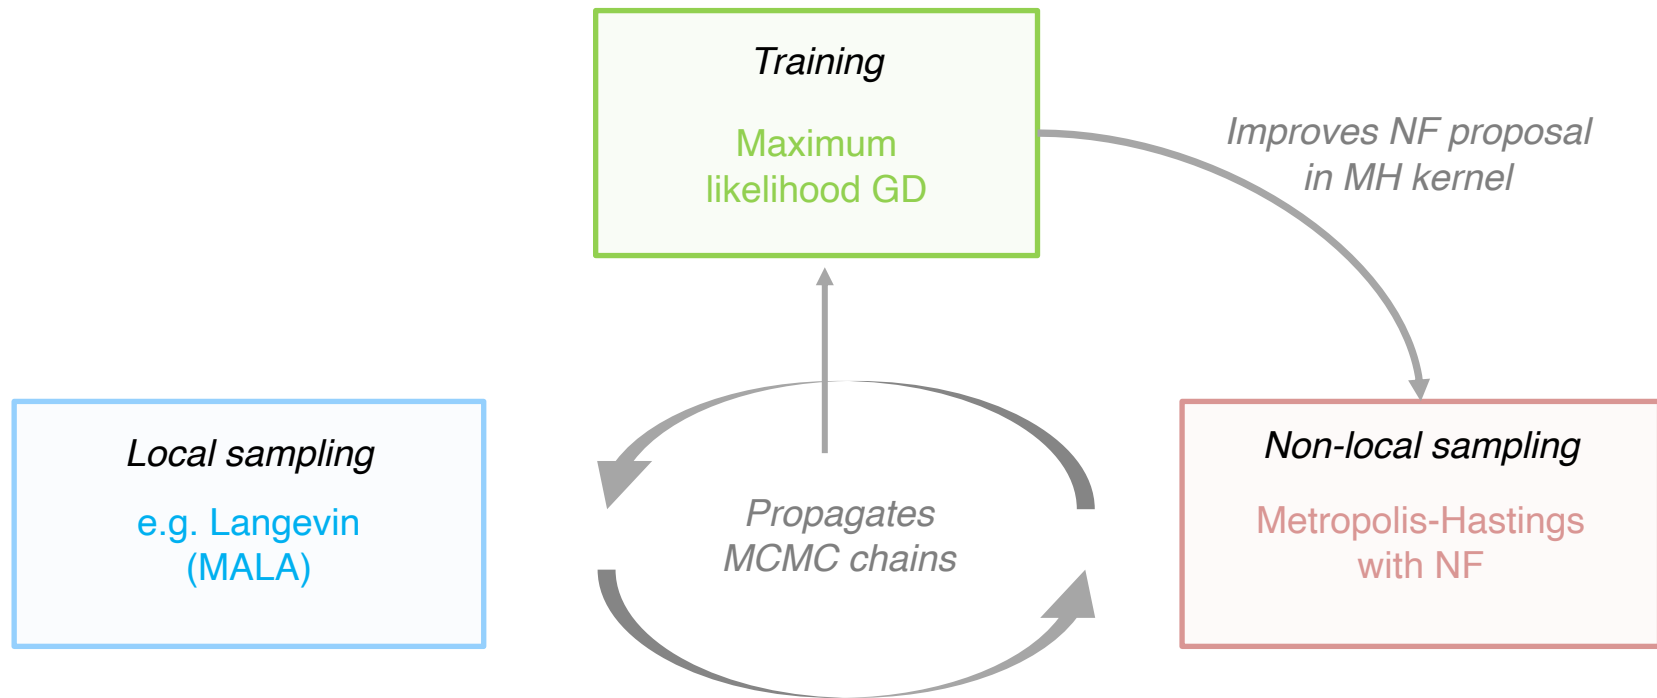 Training
Maximum
likelihood GD
Improves NF proposal
in MH kernel
Local sampling
e.g. Langevin
(MALA)
Propagates
MCMC chains
Non-local sampling
Metropolis-Hastings
with NF